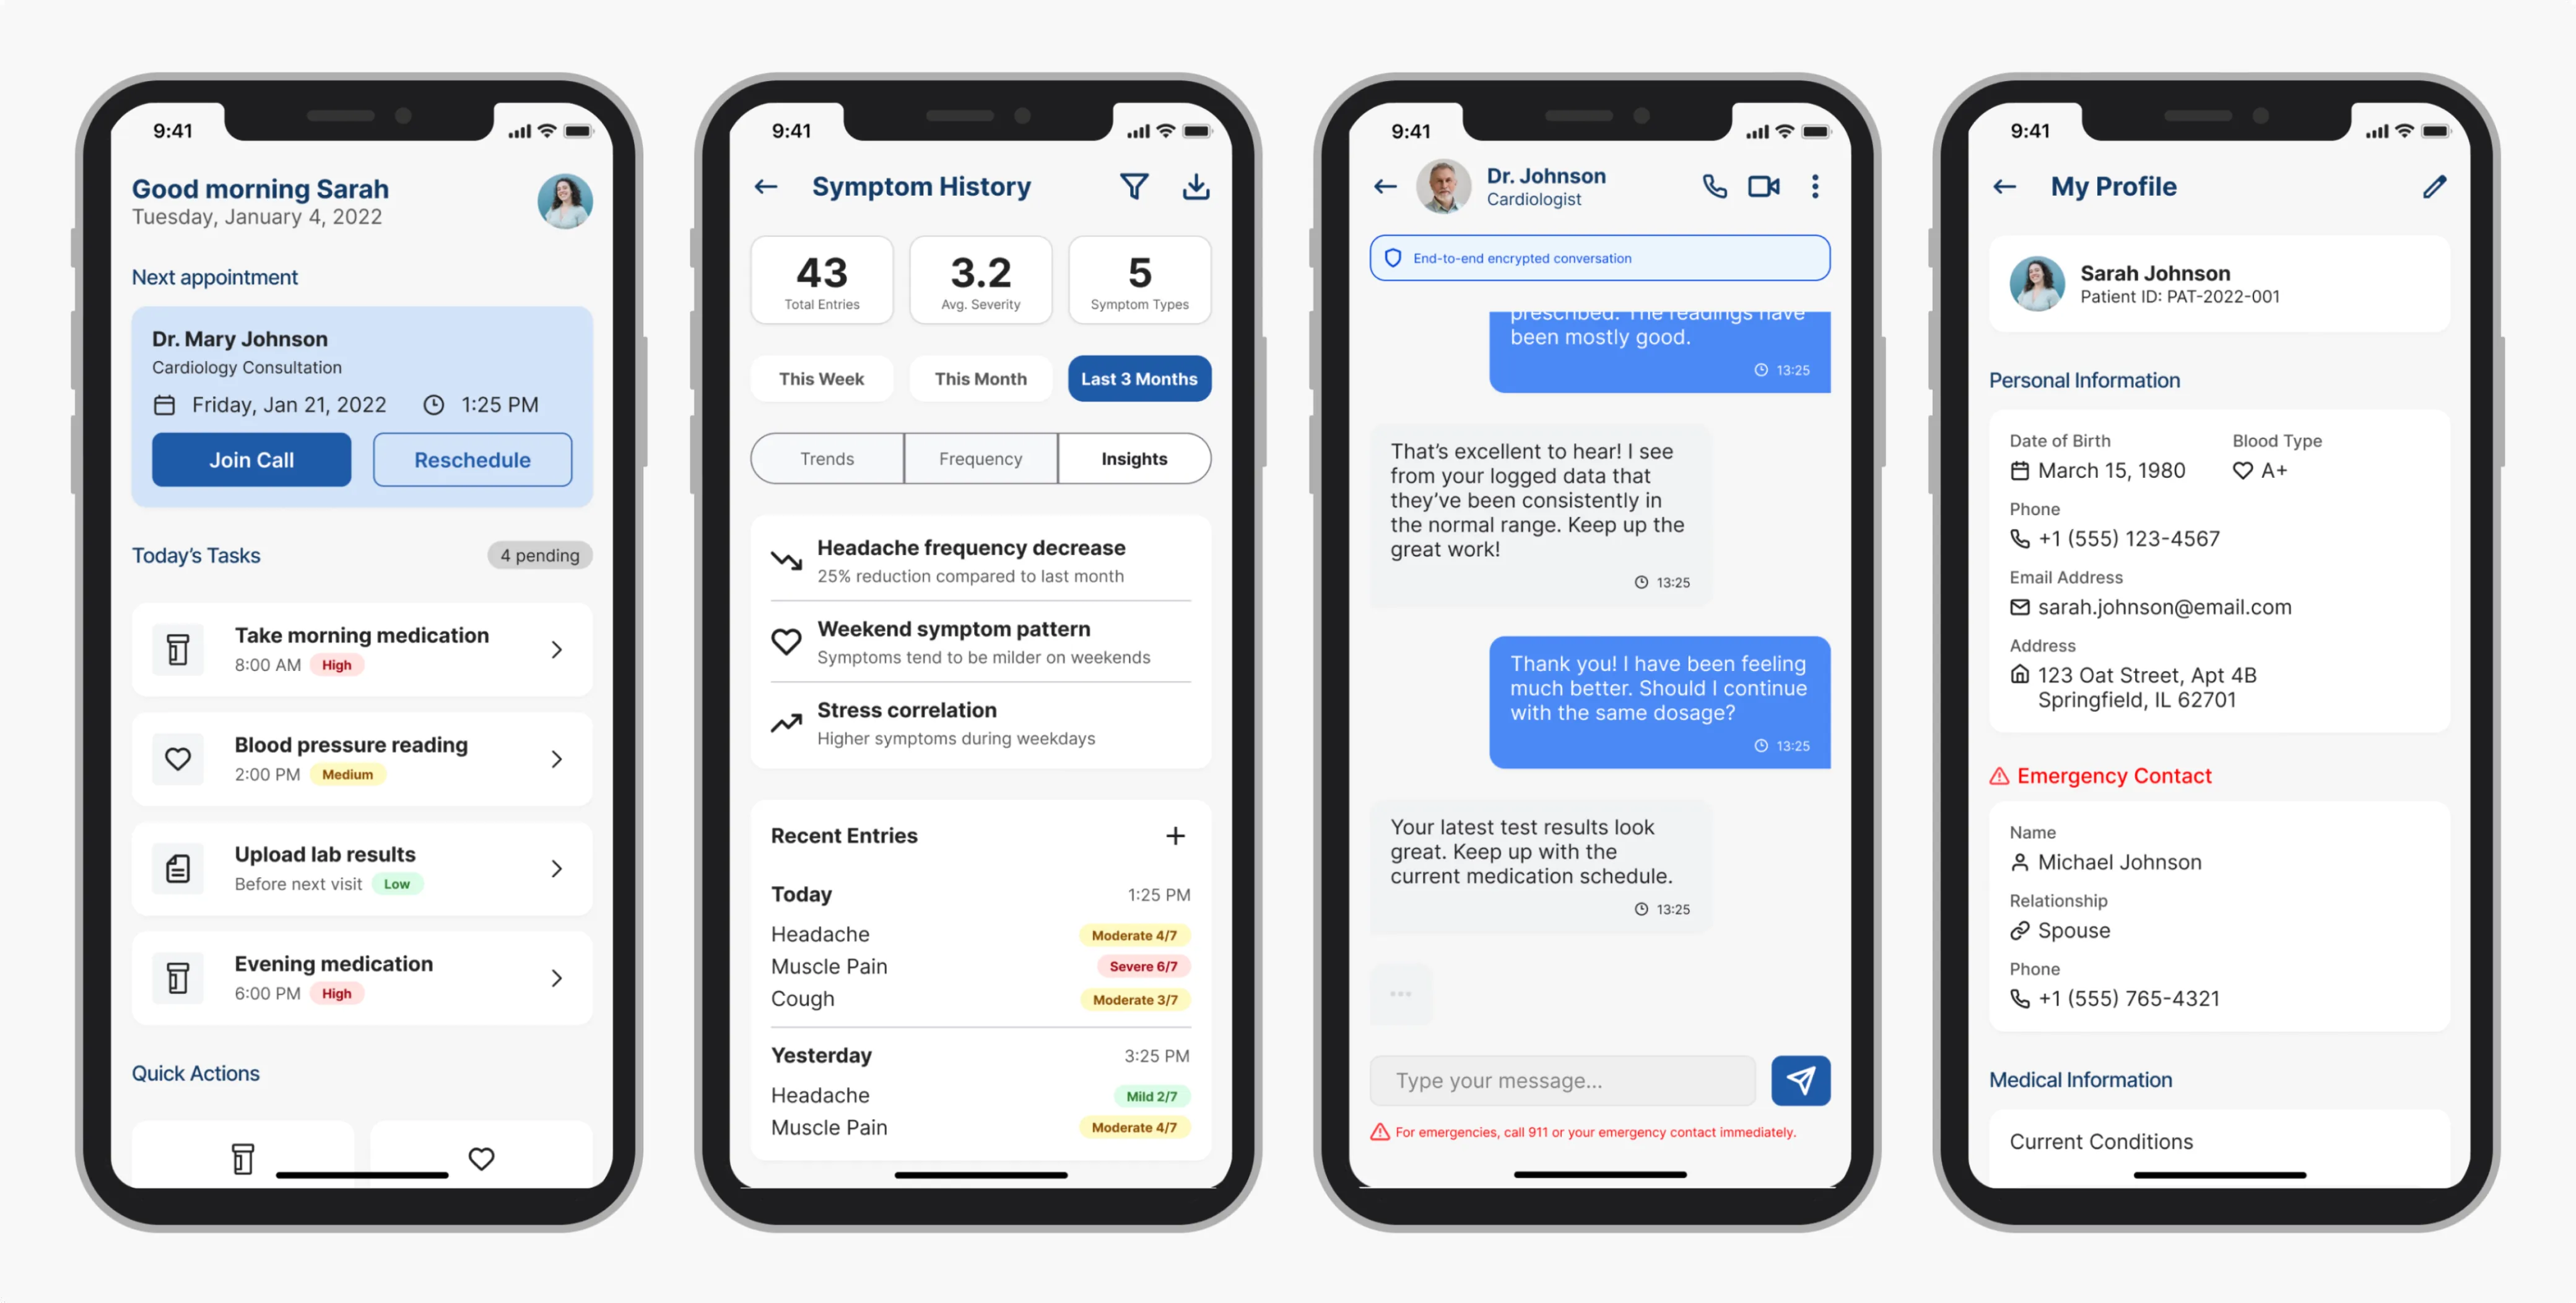 9:41
Good morning Sarah
Tuesday, January 4, 2022
Next appointment
Dr. Mary Johnson
Cardiology Consultation
Friday, Jan 21, 2022 1:25 PM
Join Call Reschedule
Today's Tasks 4 pending
Take morning medication
8:00 AM High
Blood pressure reading
2:00 PM Medium
Upload lab results
Before next visit Low
Evening medication
6:00 PM High
Quick Actions
9:41
Symptom History
43 3.2 5
Total Entries Avg. Severity Symptom Types
This Week This Month Last 3 Months
Trends Frequency Insights
Headache frequency decrease
25% reduction compared to last month
Weekend symptom pattern
Symptoms tend to be milder on weekends
Stress correlation
Higher symptoms during weekdays
Recent Entries
Today 1:25 PM
Headache Moderate 4/7
Muscle Pain Severe 6/7
Cough Moderate 3/7
Yesterday 3:25 PM
Headache Mild 2/7
Muscle Pain Moderate 4/7
9:41
Dr. Johnson
Cardiologist
End-to-end encrypted conversation
prescribed. The readings have
been mostly good.
13:25
That’s excellent to hear! I see
from your logged data that
they’ve been consistently in
the normal range. Keep up the
great work!
13:25
Thank you! I have been feeling
much better. Should I continue
with the same dosage?
13:25
Your latest test results look
great. Keep up with the
current medication schedule.
13:25
Type your message...
For emergencies, call 911 or your emergency contact immediately.
9:41
My Profile
Sarah Johnson
Patient ID: PAT-2022-001
Personal Information
Date of Birth Blood Type
March 15, 1980 A+
Phone
+1 (555) 123-4567
Email Address
sarah.johnson@email.com
Address
123 Oat Street, Apt 4B
Springfield, IL 62701
Emergency Contact
Name
Michael Johnson
Relationship
Spouse
Phone
+1 (555) 765-4321
Medical Information
Current Conditions